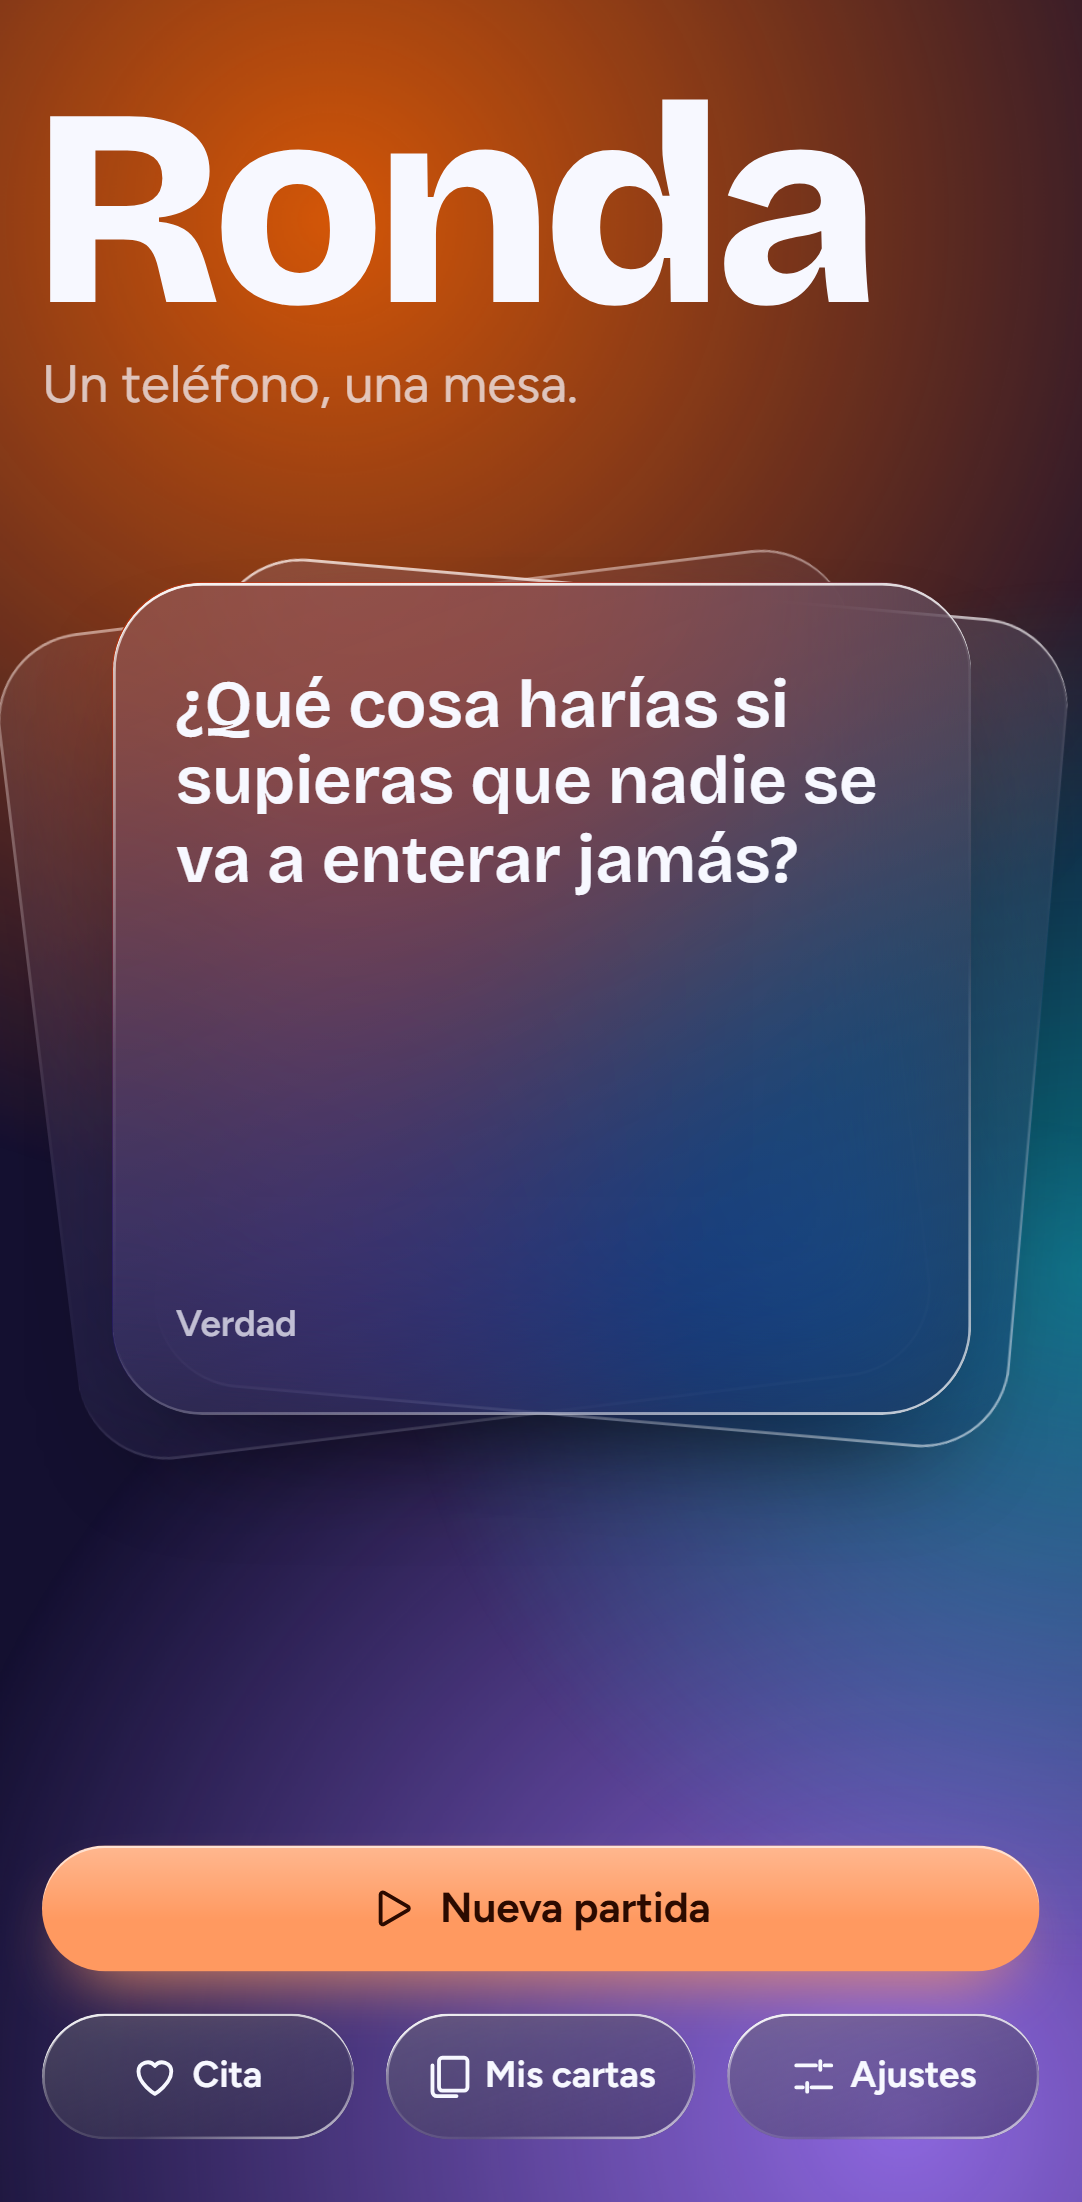 Ronda
Un teléfono, una mesa.
¿Qué cosa harías si
supieras que nadie se
va a enterar jamás?
Verdad
Nueva partida
Cita
Mis cartas
Ajustes